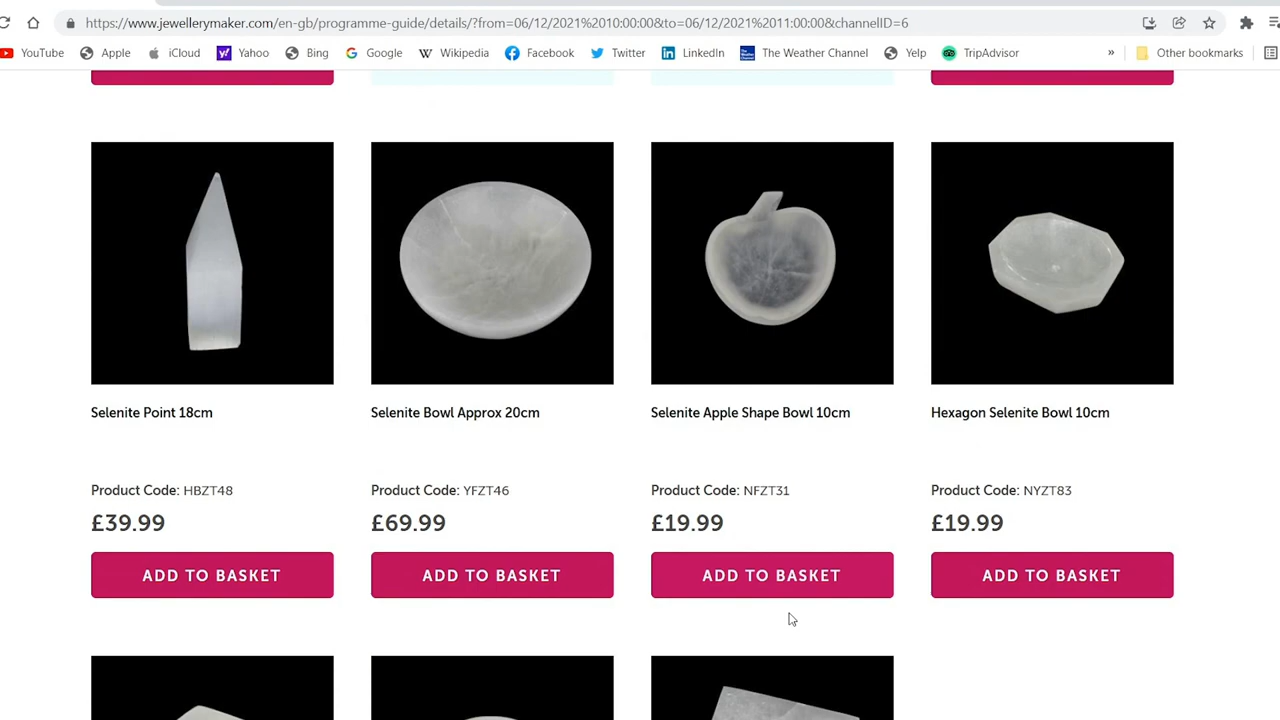 https://www.jewellerymaker.com/en-gb/programme-guide/details/?from=06/12/2021%2010:00:00&to=06/12/2021%2011:00:00&channelID=6
YouTube Apple iCloud Yahoo Bing Google Wikipedia Facebook Twitter LinkedIn The Weather Channel Yelp TripAdvisor » Other bookmarks
Selenite Point 18cm Selenite Bowl Approx 20cm Selenite Apple Shape Bowl 10cm Hexagon Selenite Bowl 10cm
Product Code: HBZT48 Product Code: YFZT46 Product Code: NFZT31 Product Code: NYZT83
£39.99 £69.99 £19.99 £19.99
ADD TO BASKET ADD TO BASKET ADD TO BASKET ADD TO BASKET